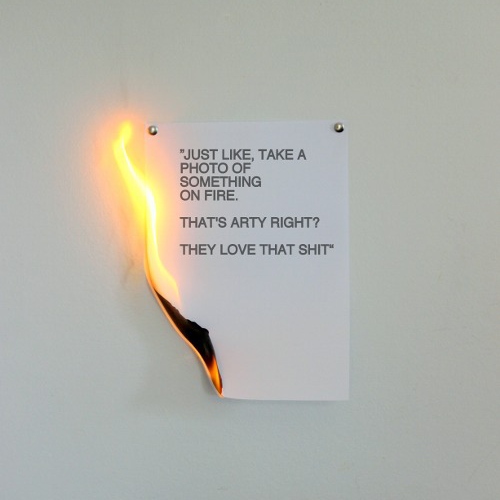 "JUST LIKE, TAKE A
PHOTO OF
SOMETHING
ON FIRE.
THAT'S ARTY RIGHT?
THEY LOVE THAT SHIT"